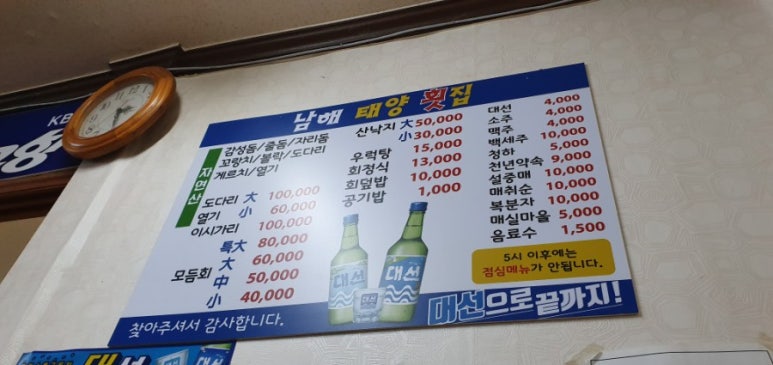 KB
남해 태양 횟집
자연산
감성돔/줄돔/자리돔
꼬랑치/볼락/도다리
게르치/열기
도다리 大 100,000
열기 小 60,000
이시가리 100,000
모듬회
특大 80,000
大 60,000
中 50,000
小 40,000
산낙지 大 50,000
小 30,000
우럭탕 15,000
회정식 13,000
회덮밥 10,000
공기밥 1,000
대선 4,000
소주 4,000
맥주 4,000
백세주 10,000
청하 5,000
천년약속 9,000
설중매 10,000
매취순 10,000
복분자 10,000
매실마을 5,000
음료수 1,500
5시 이후에는
점심메뉴가 안됩니다.
대선
대선
대선
찾아주셔서 감사합니다.
대선으로 끝까지!
대선